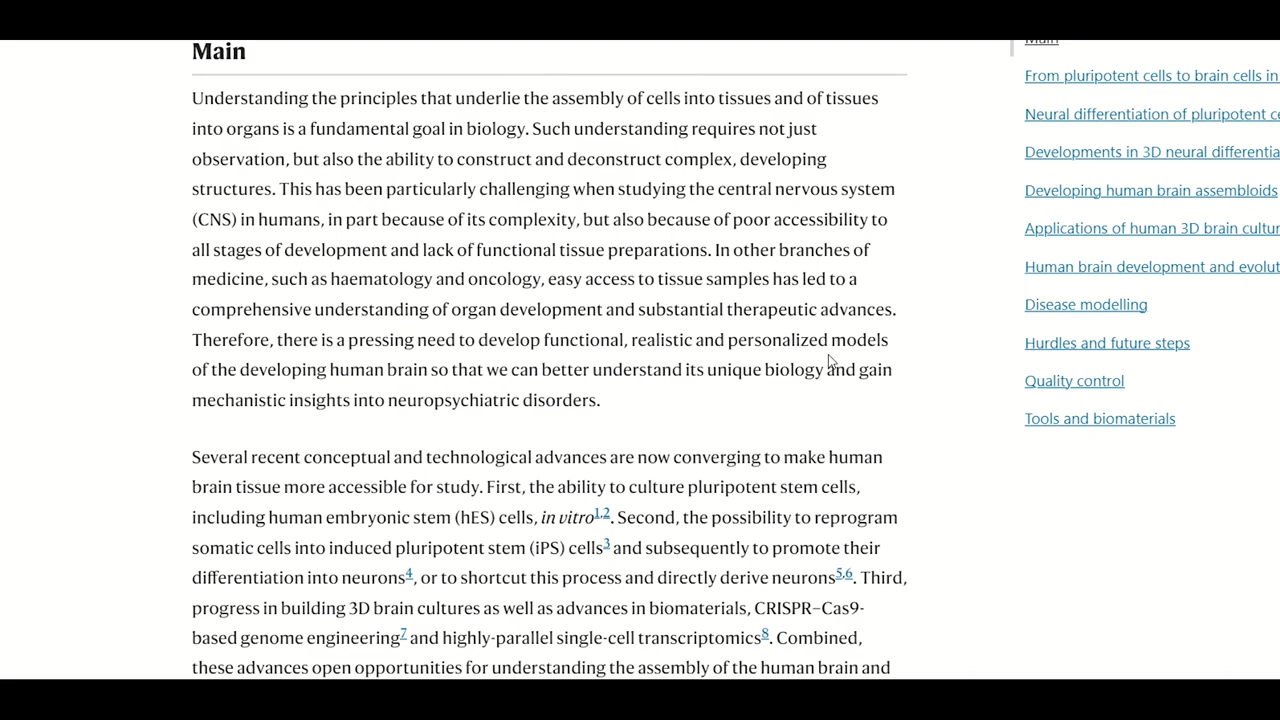 Main
Understanding the principles that underlie the assembly of cells into tissues and of tissues
into organs is a fundamental goal in biology. Such understanding requires not just
observation, but also the ability to construct and deconstruct complex, developing
structures. This has been particularly challenging when studying the central nervous system
(CNS) in humans, in part because of its complexity, but also because of poor accessibility to
all stages of development and lack of functional tissue preparations. In other branches of
medicine, such as haematology and oncology, easy access to tissue samples has led to a
comprehensive understanding of organ development and substantial therapeutic advances.
Therefore, there is a pressing need to develop functional, realistic and personalized models
of the developing human brain so that we can better understand its unique biology and gain
mechanistic insights into neuropsychiatric disorders.
Several recent conceptual and technological advances are now converging to make human
brain tissue more accessible for study. First, the ability to culture pluripotent stem cells,
including human embryonic stem (hES) cells, in vitro1,2. Second, the possibility to reprogram
somatic cells into induced pluripotent stem (iPS) cells3 and subsequently to promote their
differentiation into neurons4, or to shortcut this process and directly derive neurons5,6. Third,
progress in building 3D brain cultures as well as advances in biomaterials, CRISPR–Cas9-
based genome engineering7 and highly-parallel single-cell transcriptomics8. Combined,
these advances open opportunities for understanding the assembly of the human brain and
Main
From pluripotent cells to brain cells in
Neural differentiation of pluripotent ce
Developments in 3D neural differentia
Developing human brain assembloids
Applications of human 3D brain cultur
Human brain development and evolut
Disease modelling
Hurdles and future steps
Quality control
Tools and biomaterials